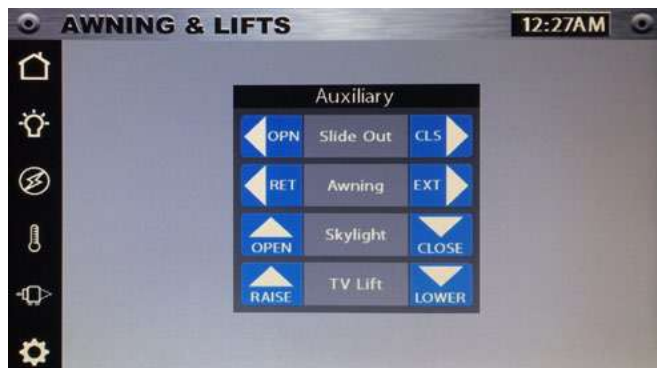 AWNING & LIFTS 12:27AM
Auxiliary
OPN Slide Out CLS
RET Awning EXT
OPEN Skylight CLOSE
RAISE TV Lift LOWER